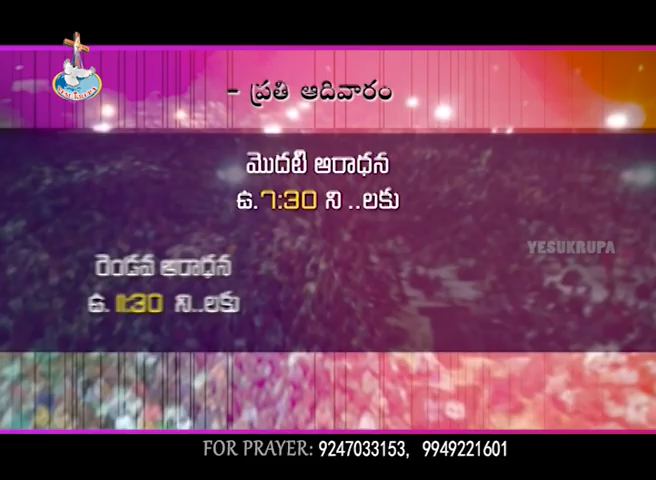 YESUKRUPA
- ప్రతి ఆదివారం
మొదటి ఆరాధన
ఉ.7:30 ని ..లకు
YESUKRUPA
రెండవ ఆరాధన
ఉ. 11:30 ని..లకు
FOR PRAYER: 9247033153, 9949221601